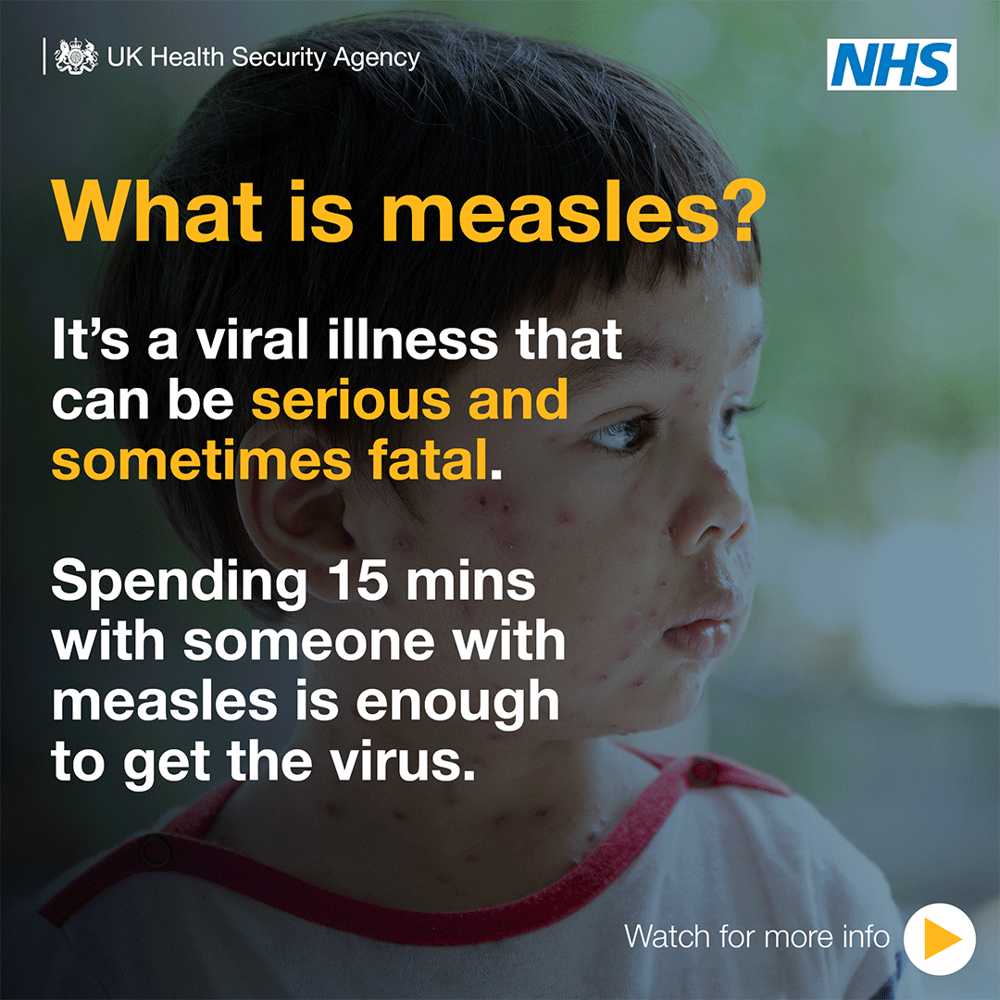 UK Health Security Agency
NHS
What is measles?
It’s a viral illness that
can be serious and
sometimes fatal.
Spending 15 mins
with someone with
measles is enough
to get the virus.
Watch for more info